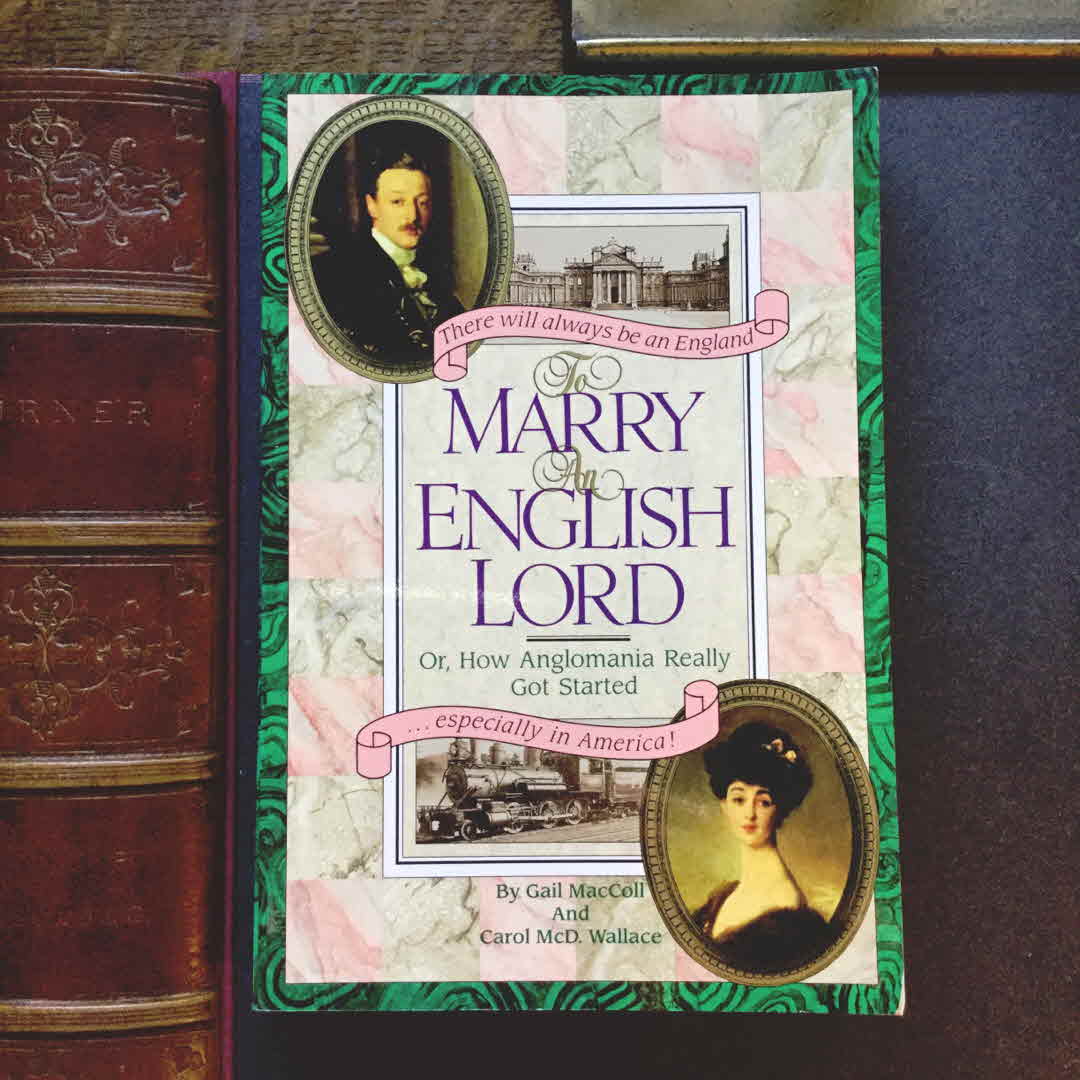 There will always be an England
To
MARRY
An
ENGLISH
LORD
Or, How Anglomania Really
Got Started
...especially in America!
By Gail MacColl
And
Carol McD. Wallace
URNER